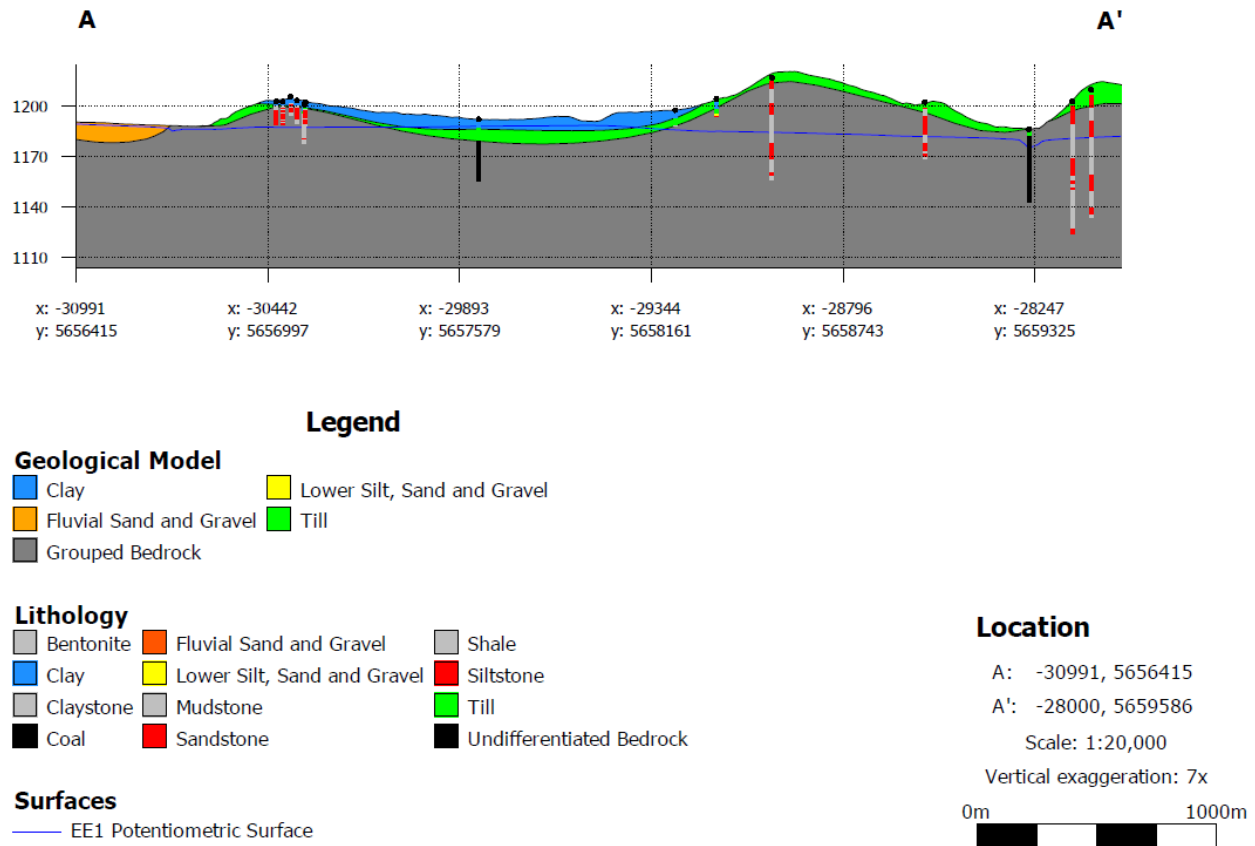 A A'
1200
1170
1140
1110
x: -30991 x: -30442 x: -29893 x: -29344 x: -28796 x: -28247
y: 5656415 y: 5656997 y: 5657579 y: 5658161 y: 5658743 y: 5659325
Legend
Geological Model
Clay Lower Silt, Sand and Gravel
Fluvial Sand and Gravel Till
Grouped Bedrock
Lithology
Bentonite Fluvial Sand and Gravel Shale
Clay Lower Silt, Sand and Gravel Siltstone
Claystone Mudstone Till
Coal Sandstone Undifferentiated Bedrock
Surfaces
EE1 Potentiometric Surface
Location
A: -30991, 5656415
A': -28000, 5659586
Scale: 1:20,000
Vertical exaggeration: 7x
0m 1000m